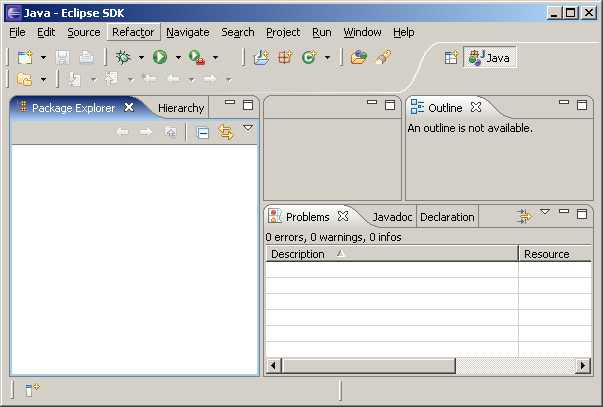 Java - Eclipse SDK
File Edit Source Refactor Navigate Search Project Run Window Help
Java
Package Explorer Hierarchy
Outline
An outline is not available.
Problems Javadoc Declaration
0 errors, 0 warnings, 0 infos
Description Resource